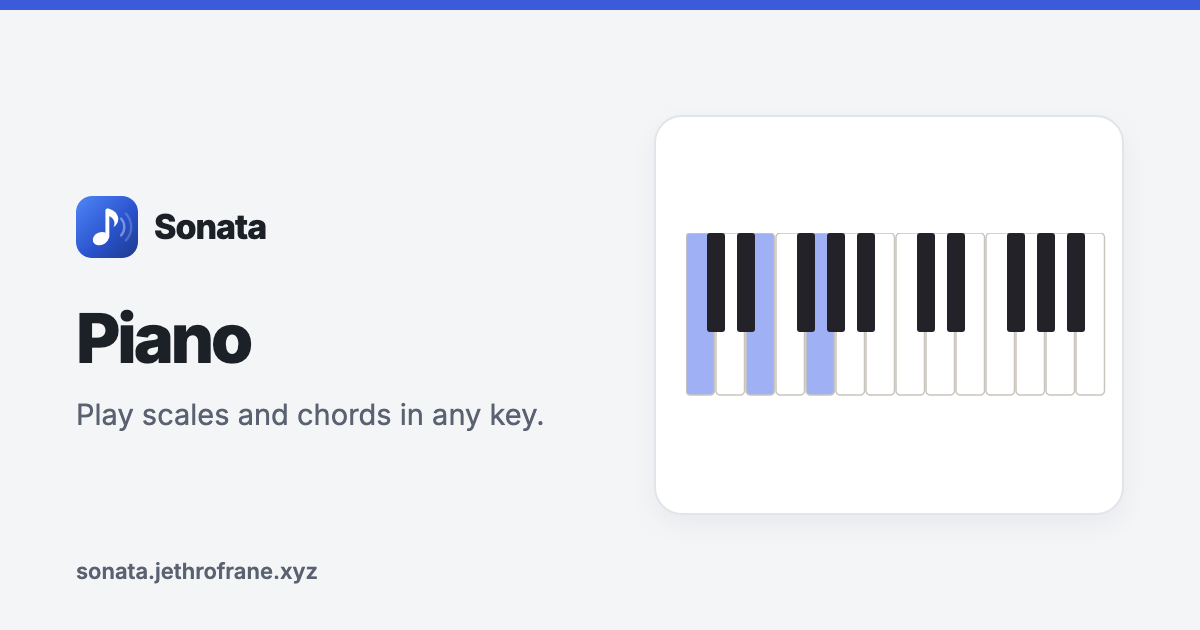 Sonata
Piano
Play scales and chords in any key.
sonata.jethrofrane.xyz